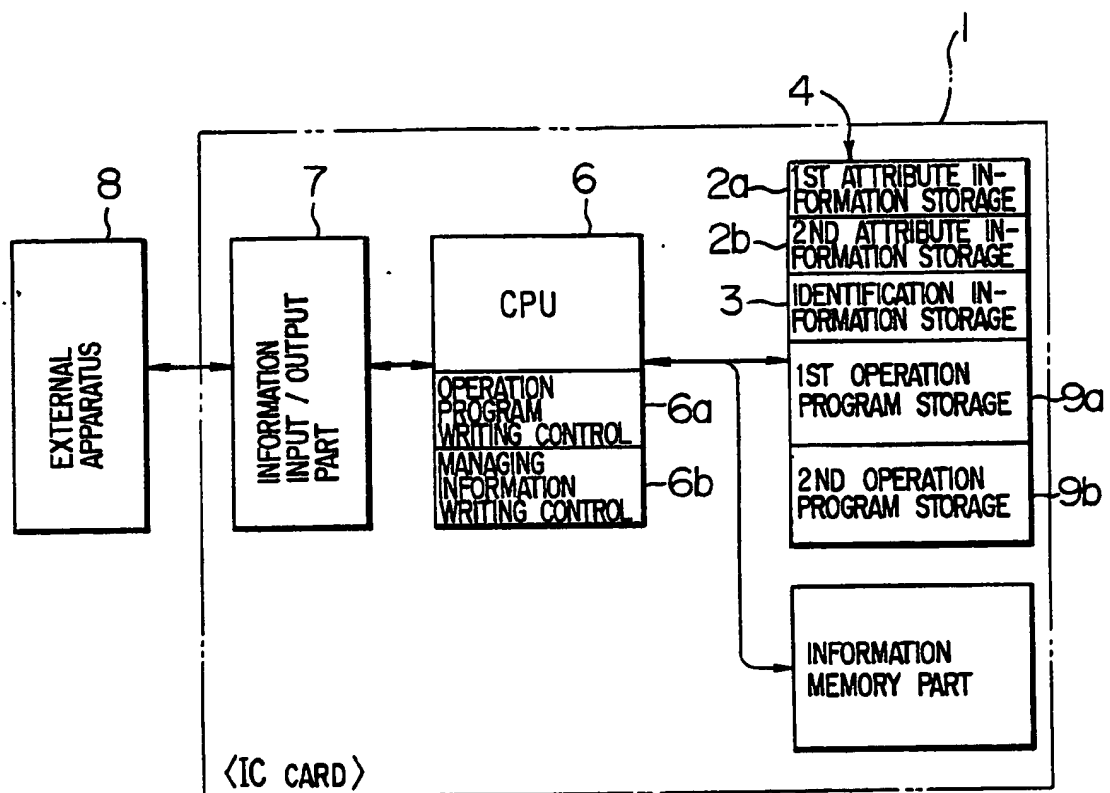 1
4
8
7
6
2a
1ST ATTRIBUTE IN-
FORMATION STORAGE
2b
2ND ATTRIBUTE IN-
FORMATION STORAGE
3
IDENTIFICATION IN-
FORMATION STORAGE
EXTERNAL
APPARATUS
INFORMATION
INPUT / OUTPUT
PART
CPU
OPERATION
PROGRAM
WRITING CONTROL
6a
MANAGING
INFORMATION
WRITING CONTROL
6b
1ST OPERATION
PROGRAM STORAGE
9a
2ND OPERATION
PROGRAM STORAGE
9b
INFORMATION
MEMORY PART
〈IC CARD〉